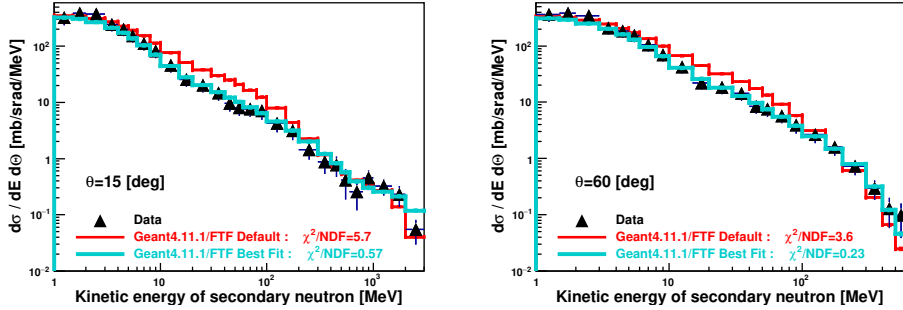 dσ / dE dΘ [mb/srad/MeV]
10²
10
1
10⁻¹
10⁻²
θ=15 [deg]
Data
Geant4.11.1/FTF Default : χ²/NDF=5.7
Geant4.11.1/FTF Best Fit : χ²/NDF=0.57
1 10 10² 10³
Kinetic energy of secondary neutron [MeV]
dσ / dE dΘ [mb/srad/MeV]
10²
10
1
10⁻¹
10⁻²
θ=60 [deg]
Data
Geant4.11.1/FTF Default : χ²/NDF=3.6
Geant4.11.1/FTF Best Fit : χ²/NDF=0.23
1 10 10²
Kinetic energy of secondary neutron [MeV]